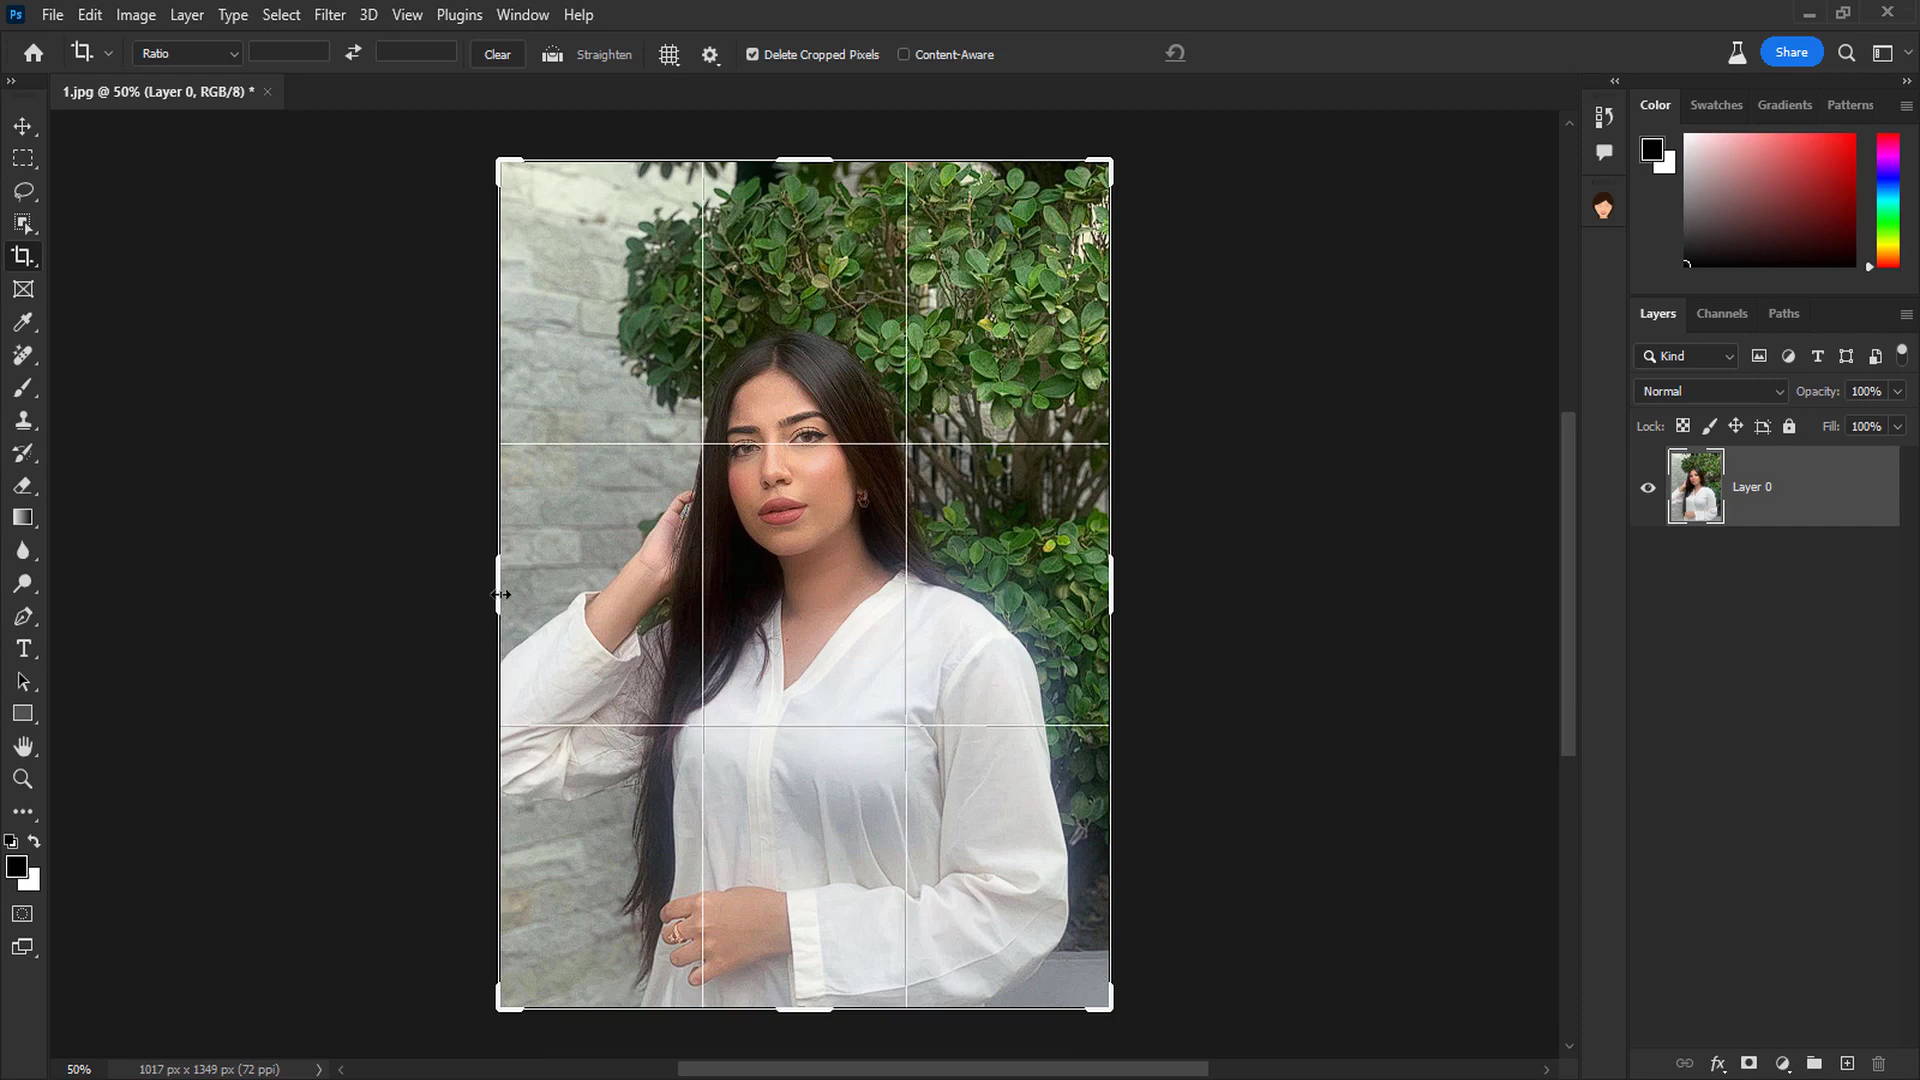 Ps File Edit Image Layer Type Select Filter 3D View Plugins Window Help
Ratio Clear Straighten Delete Cropped Pixels Content-Aware Share
1.jpg @ 50% (Layer 0, RGB/8) *
Color Swatches Gradients Patterns
Layers Channels Paths
Kind
Normal Opacity: 100%
Lock: Fill: 100%
Layer 0
50% 1017 px x 1349 px (72 ppi)